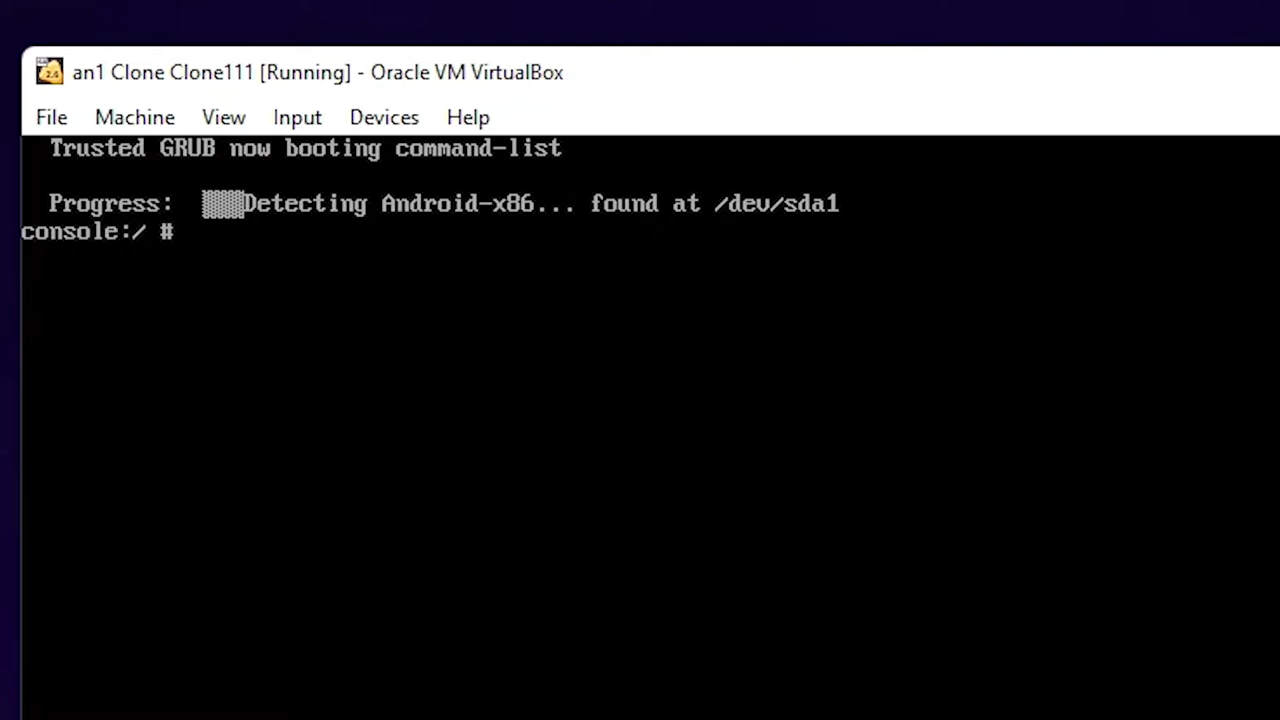 an1 Clone Clone111 [Running] - Oracle VM VirtualBox
File Machine View Input Devices Help
Trusted GRUB now booting command-list
Progress: ▒▒▒Detecting Android-x86... found at /dev/sda1
console:/ #